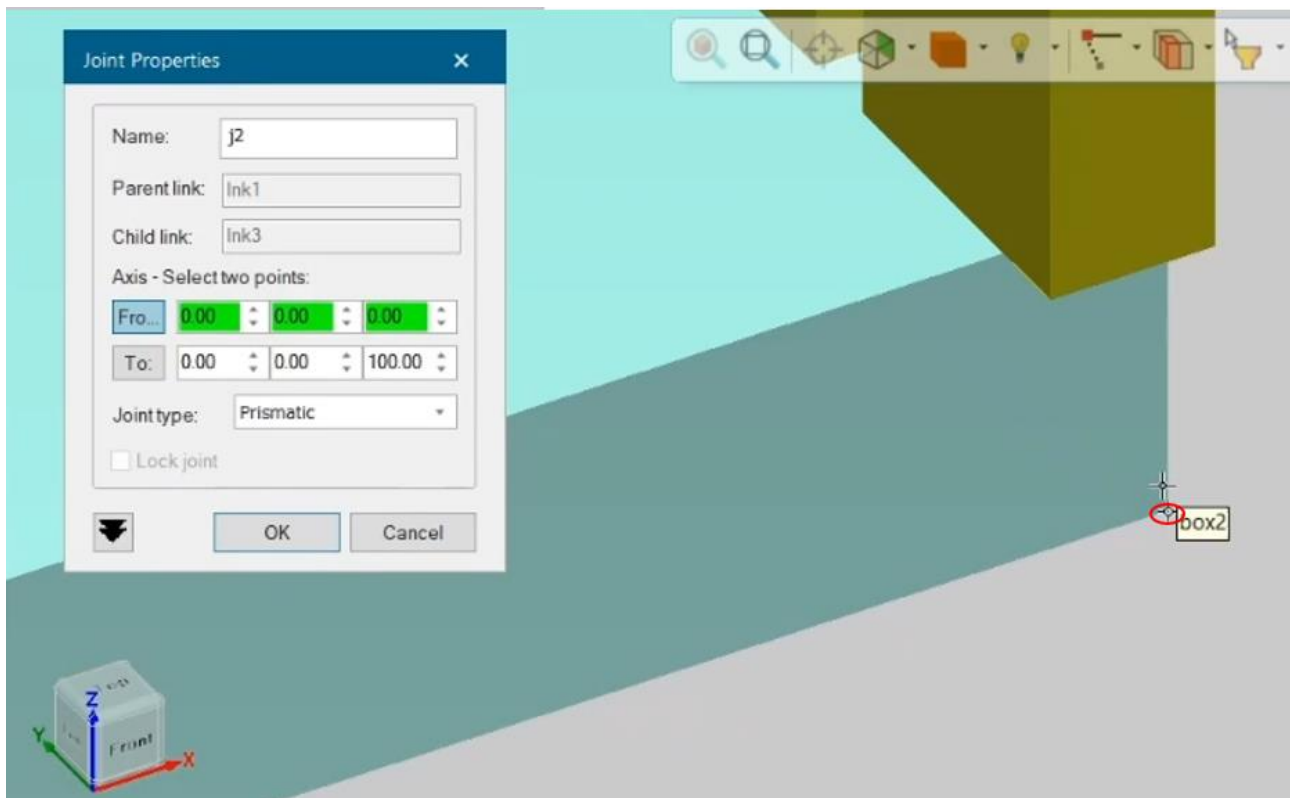 Joint Properties
Name: j2
Parent link: lnk1
Child link: lnk3
Axis - Select two points:
Fro... 0.00 0.00 0.00
To: 0.00 0.00 100.00
Joint type: Prismatic
Lock joint
OK Cancel
box2
Top
Z
Y
Front
X